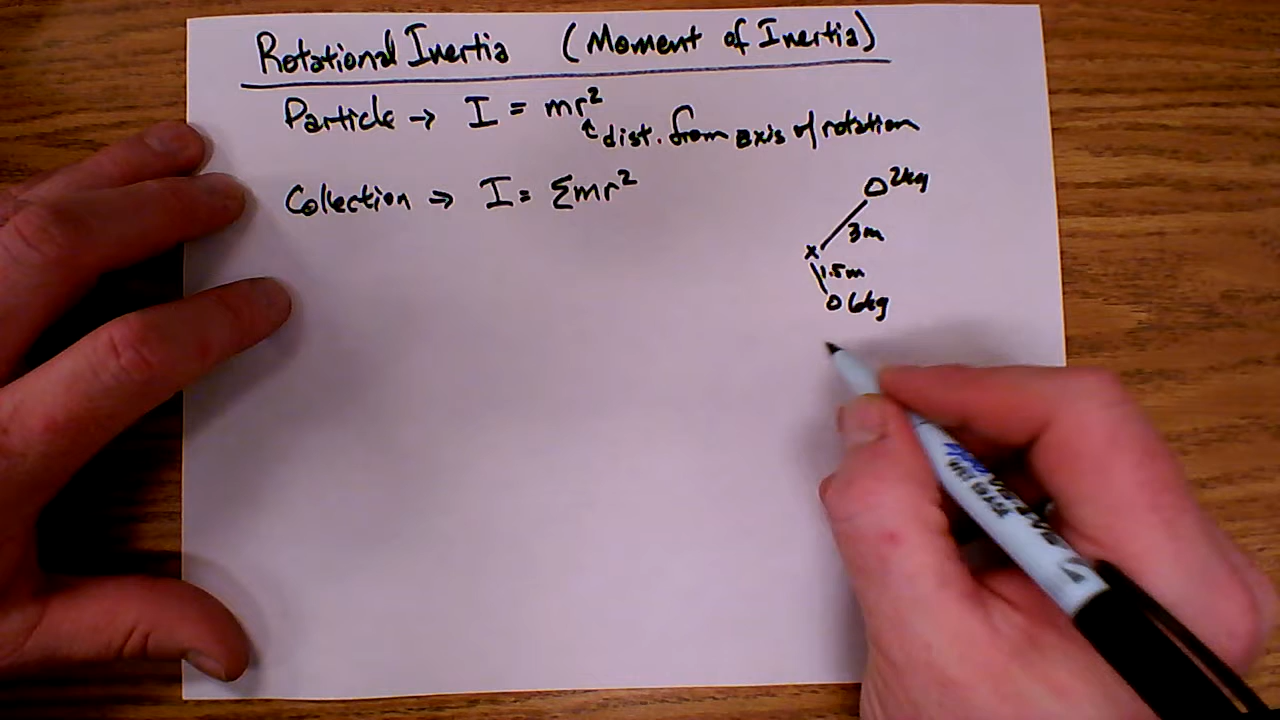 Rotational Inertia (Moment of Inertia)
Particle → I = mr²
↑ dist. from axis of rotation
Collection → I = Σmr²
2kg
3m
x
1.5m
6kg